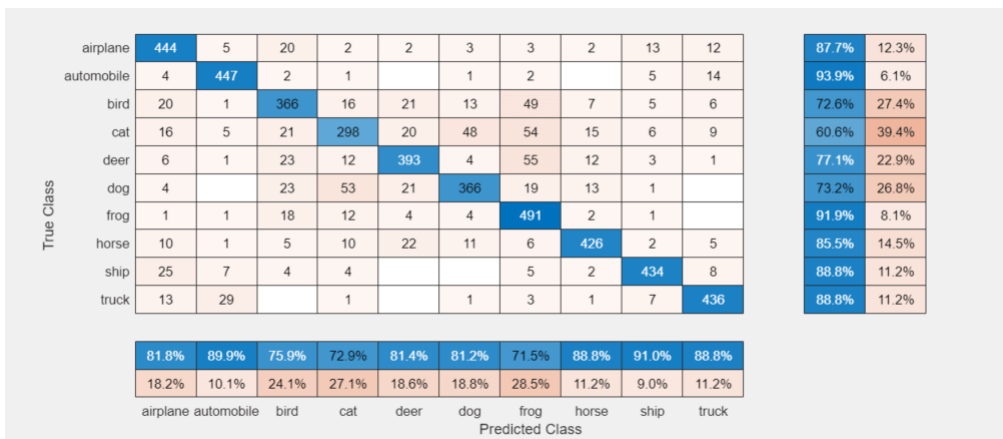 airplane 444 5 20 2 2 3 3 2 13 12 87.7% 12.3%
automobile 4 447 2 1 1 2 5 14 93.9% 6.1%
bird 20 1 366 16 21 13 49 7 5 6 72.6% 27.4%
cat 16 5 21 298 20 48 54 15 6 9 60.6% 39.4%
deer 6 1 23 12 393 4 55 12 3 1 77.1% 22.9%
dog 4 23 53 21 366 19 13 1 73.2% 26.8%
frog 1 1 18 12 4 4 491 2 1 91.9% 8.1%
horse 10 1 5 10 22 11 6 426 2 5 85.5% 14.5%
ship 25 7 4 4 5 2 434 8 88.8% 11.2%
truck 13 29 1 1 3 1 7 436 88.8% 11.2%
True Class
81.8% 89.9% 75.9% 72.9% 81.4% 81.2% 71.5% 88.8% 91.0% 88.8%
18.2% 10.1% 24.1% 27.1% 18.6% 18.8% 28.5% 11.2% 9.0% 11.2%
airplane automobile bird cat deer dog frog horse ship truck
Predicted Class